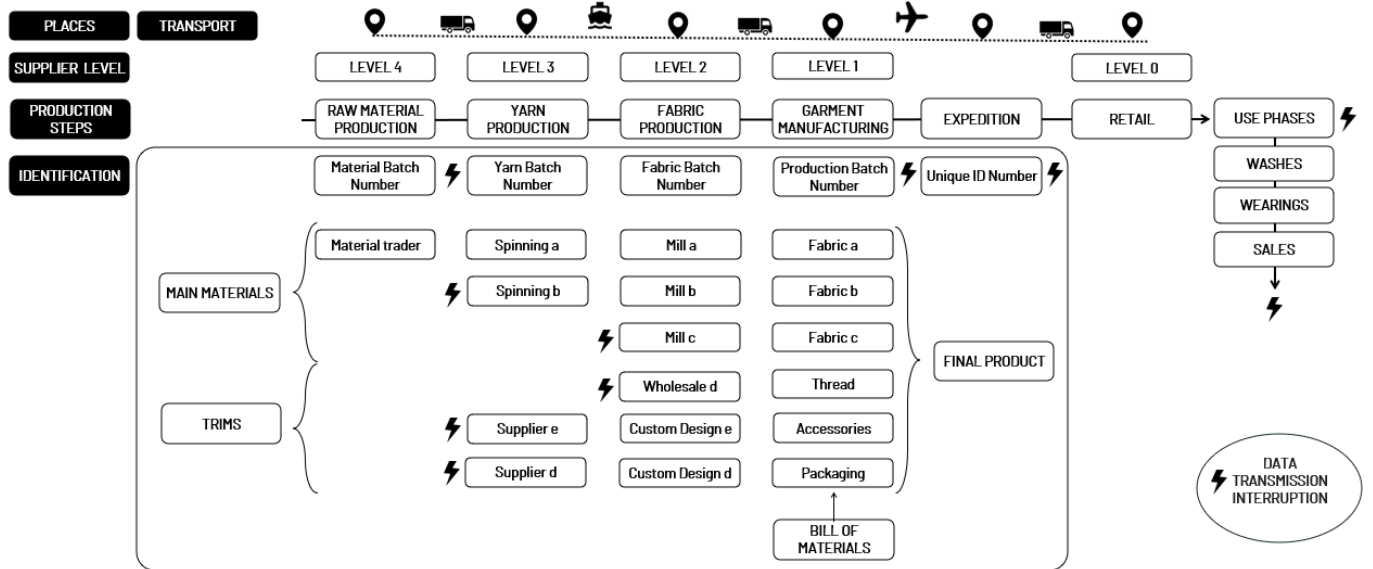 PLACES
TRANSPORT
SUPPLIER LEVEL
LEVEL 4
LEVEL 3
LEVEL 2
LEVEL 1
LEVEL 0
PRODUCTION
STEPS
RAW MATERIAL
PRODUCTION
YARN
PRODUCTION
FABRIC
PRODUCTION
GARMENT
MANUFACTURING
EXPEDITION
RETAIL
USE PHASES
IDENTIFICATION
Material Batch
Number
Yarn Batch
Number
Fabric Batch
Number
Production Batch
Number
Unique ID Number
WASHES
WEARINGS
SALES
MAIN MATERIALS
Material trader
Spinning a
Mill a
Fabric a
Spinning b
Mill b
Fabric b
Mill c
Fabric c
FINAL PRODUCT
TRIMS
Wholesale d
Thread
Supplier e
Custom Design e
Accessories
Supplier d
Custom Design d
Packaging
BILL OF
MATERIALS
DATA
TRANSMISSION
INTERRUPTION